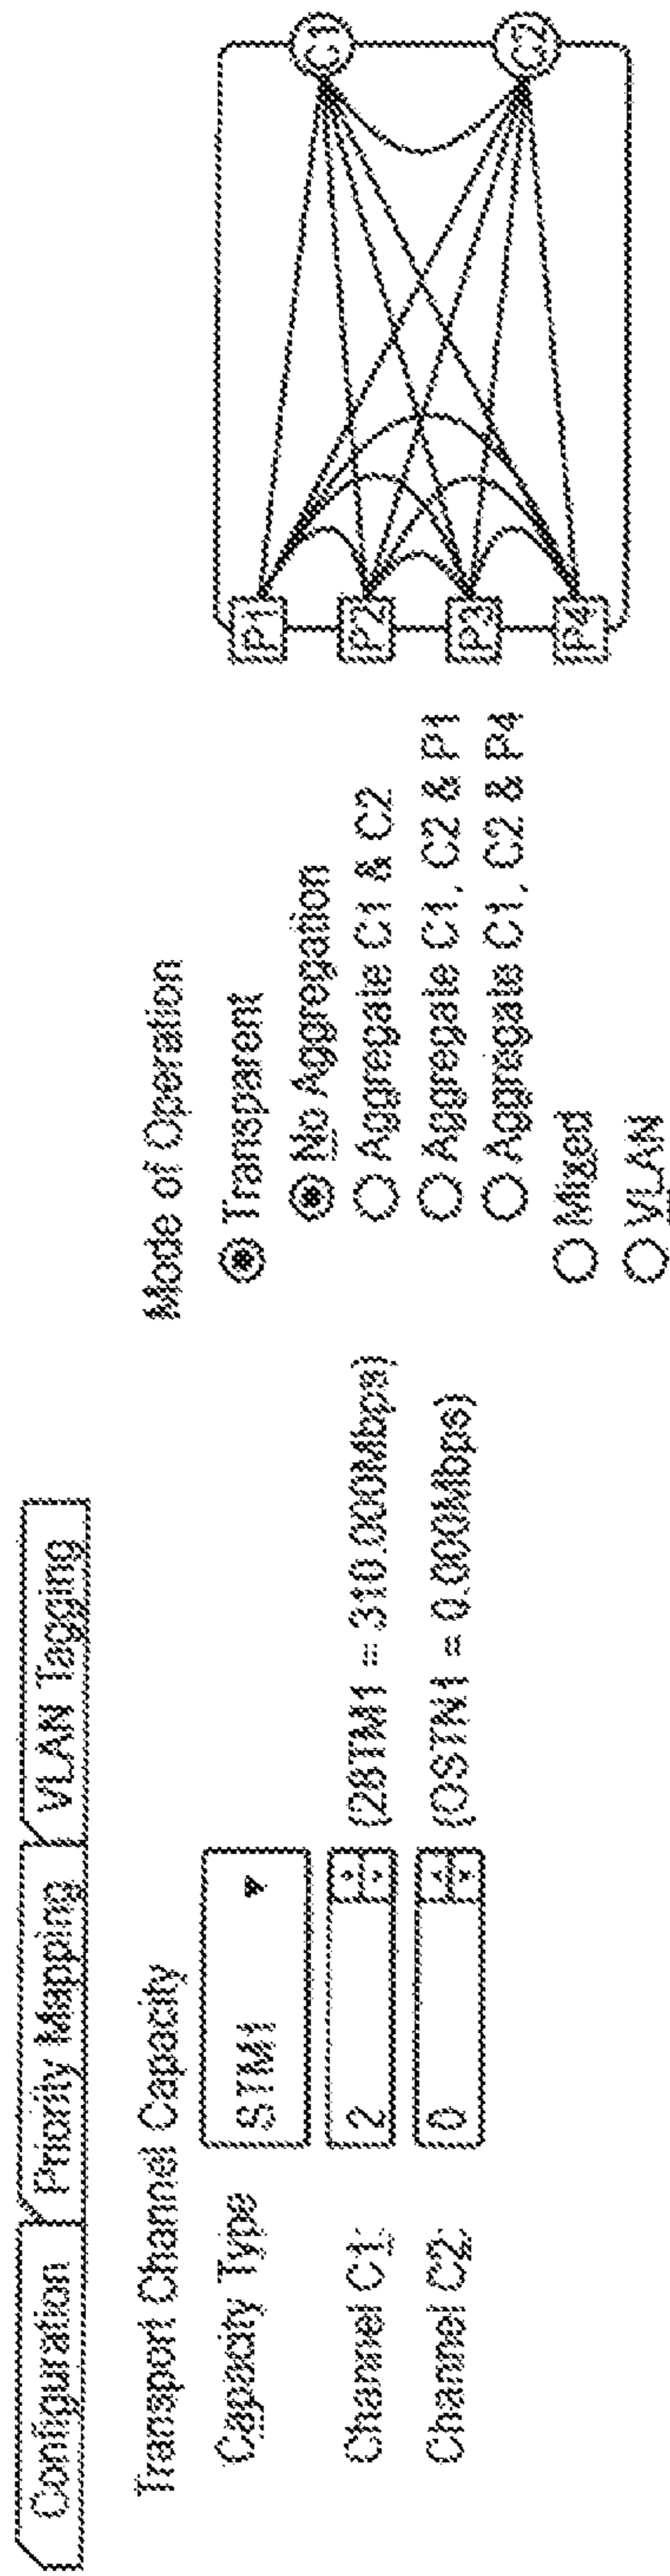 Configuration
Priority Mapping
VLAN Tagging
Transport Channel Capacity
Capacity Type
STM1
Channel C1:
2
(2STM1 = 310.000Mbps)
Channel C2:
0
(OSTN1 = 0.000Mbps)
Mode of Operation
Transparent
No Aggregation
Aggregate C1 & C2
Aggregate C1, C2 & P1
Aggregate C1, C2 & P4
Mixed
VLAN
P1
P2
P3
P4
C1
C2